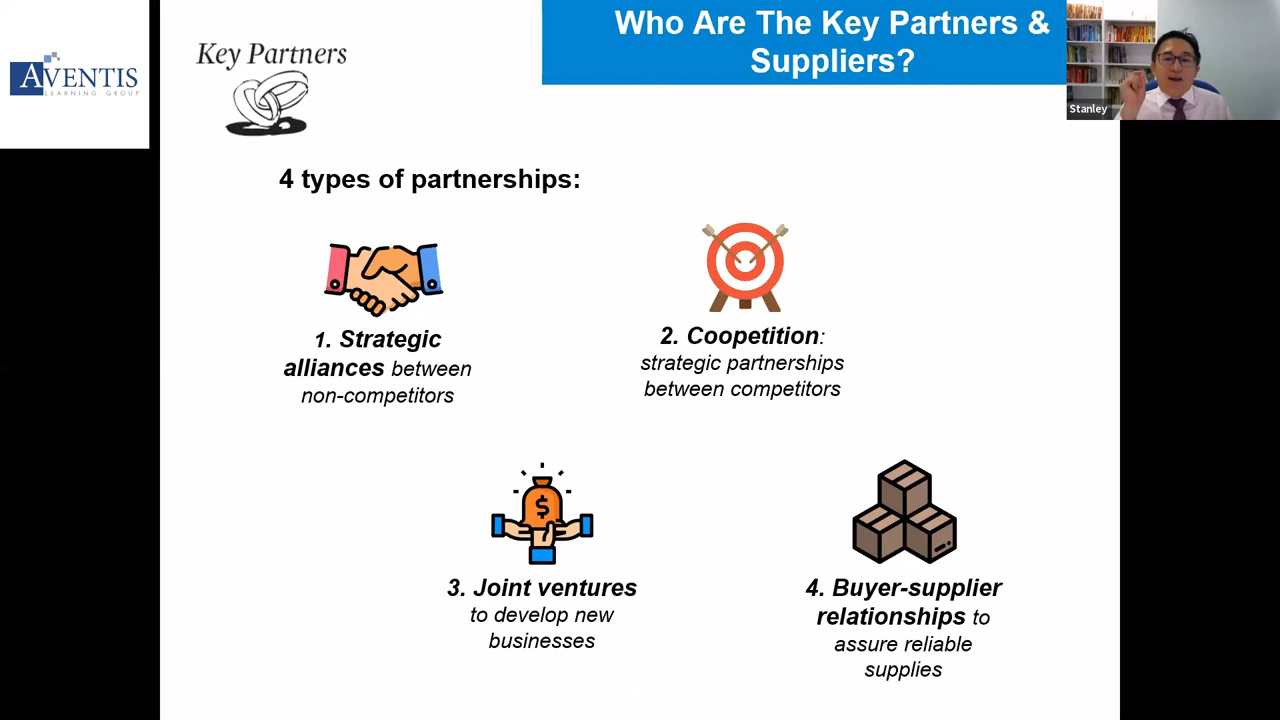 AVENTIS
LEARNING GROUP
Key Partners
Who Are The Key Partners &
Suppliers?
Stanley
4 types of partnerships:
1. Strategic
alliances between
non-competitors
2. Coopetition:
strategic partnerships
between competitors
$
3. Joint ventures
to develop new
businesses
4. Buyer-supplier
relationships to
assure reliable
supplies